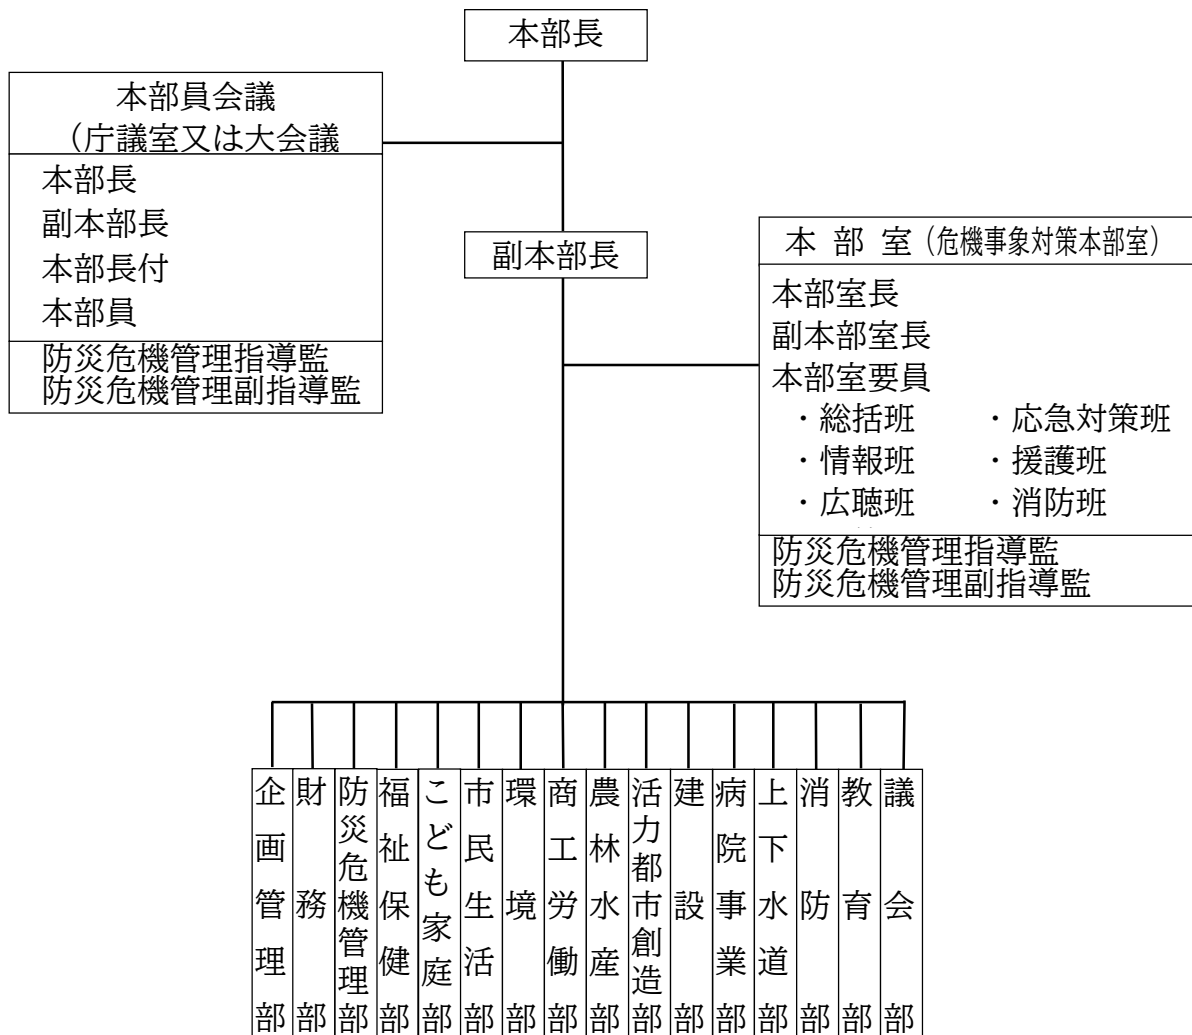 本部長
本部員会議
（庁議室又は大会議
本部長
副本部長
本部長付
本部員
防災危機管理指導監
防災危機管理副指導監
副本部長
本 部 室（危機事象対策本部室）
本部室長
副本部室長
本部室要員
・総括班 ・応急対策班
・情報班 ・援護班
・広聴班 ・消防班
防災危機管理指導監
防災危機管理副指導監
企画管理部
財務部
防災危機管理部
福祉保健部
こども家庭部
市民生活部
環境部
商工労働部
農林水産部
活力都市創造部
建設部
病院事業部
上下水道部
消防部
教育部
議会部